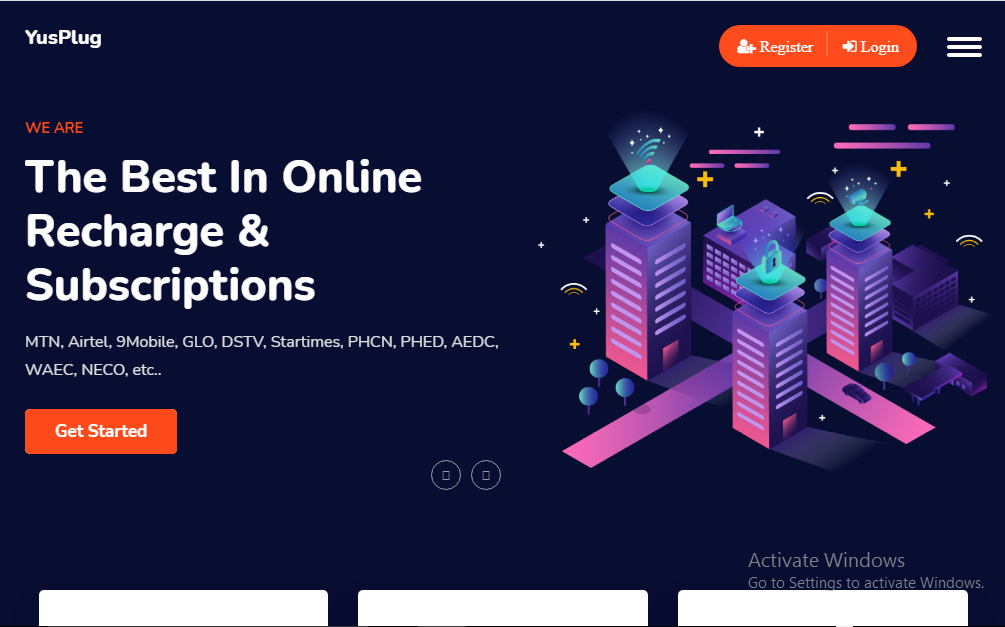 YusPlug
Register
Login
WE ARE
The Best In Online
Recharge &
Subscriptions
MTN, Airtel, 9Mobile, GLO, DSTV, Startimes, PHCN, PHED, AEDC,
WAEC, NECO, etc..
Get Started
Activate Windows
Go to Settings to activate Windows.